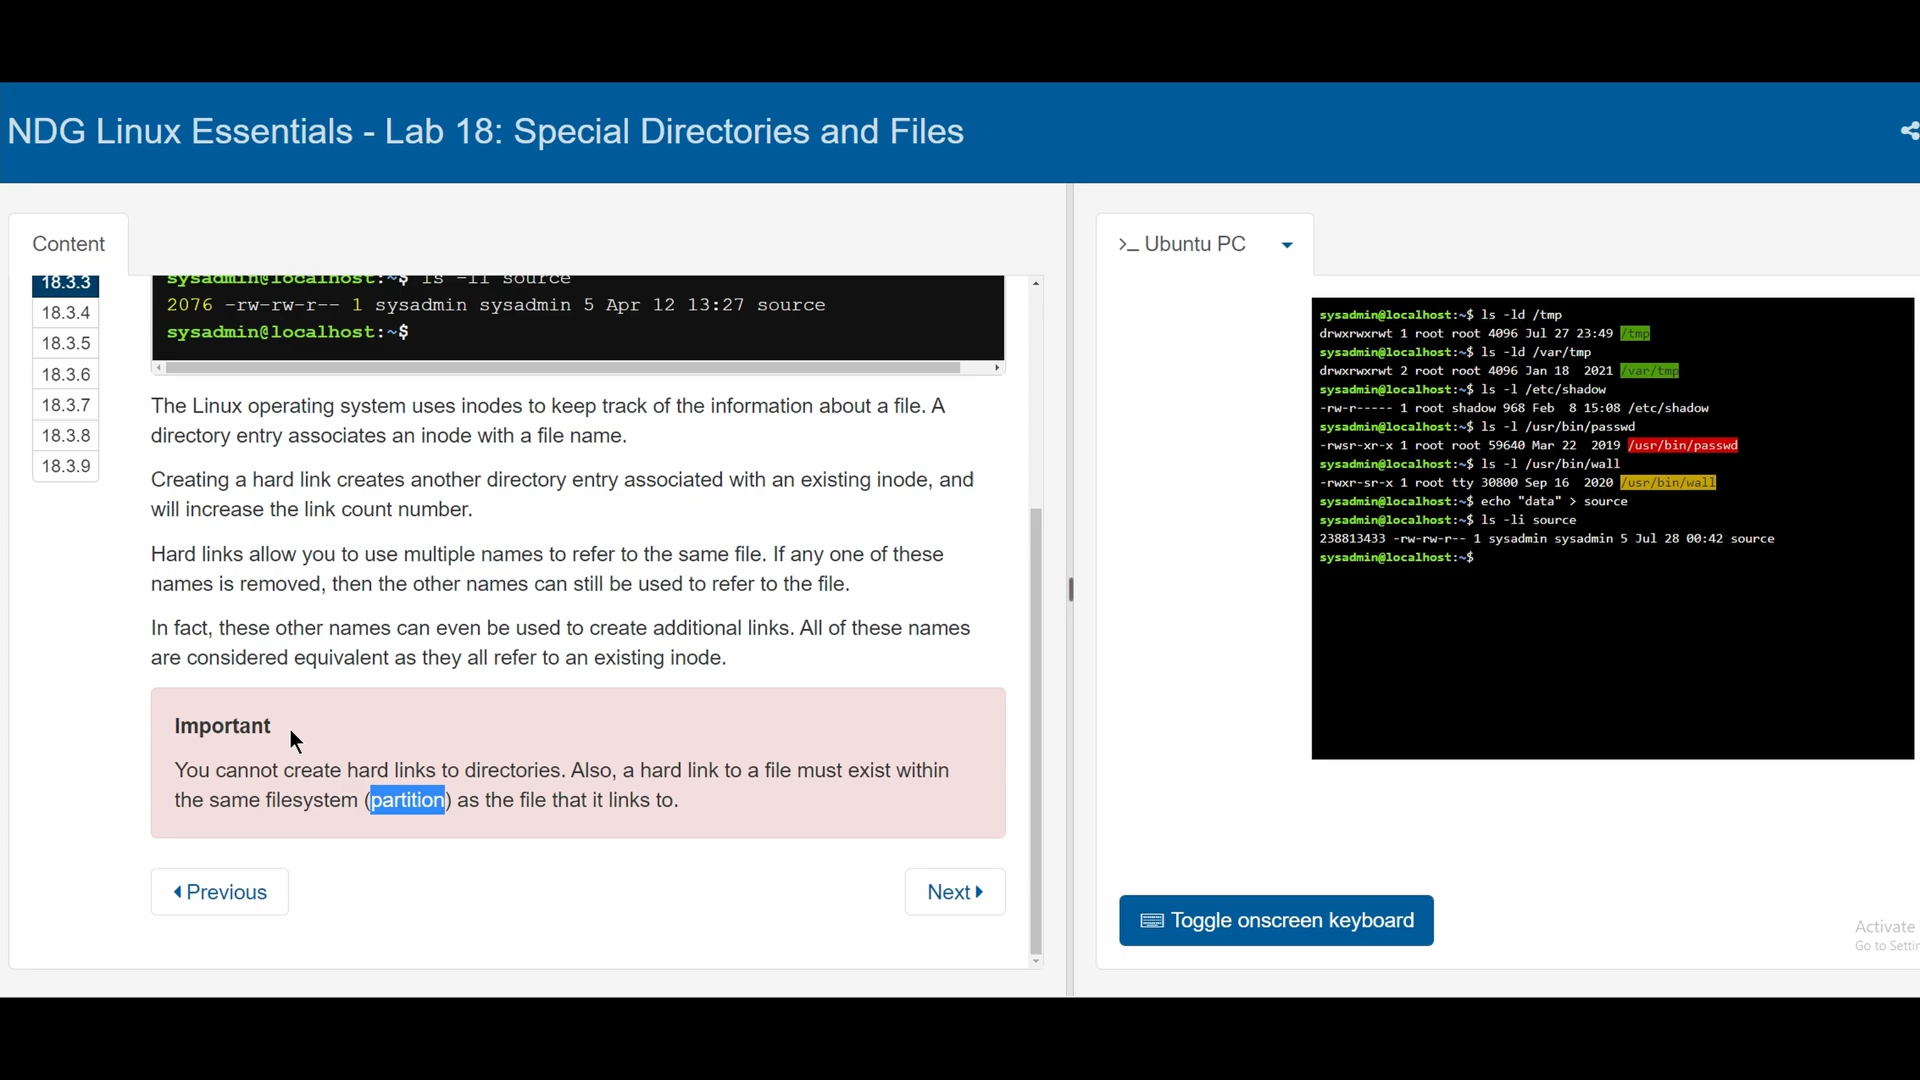 NDG Linux Essentials - Lab 18: Special Directories and Files
Content
18.3.3
18.3.4
18.3.5
18.3.6
18.3.7
18.3.8
18.3.9
sysadmin@localhost:~$ ls -li source
2076 -rw-rw-r-- 1 sysadmin sysadmin 5 Apr 12 13:27 source
sysadmin@localhost:~$
The Linux operating system uses inodes to keep track of the information about a file. A
directory entry associates an inode with a file name.
Creating a hard link creates another directory entry associated with an existing inode, and
will increase the link count number.
Hard links allow you to use multiple names to refer to the same file. If any one of these
names is removed, then the other names can still be used to refer to the file.
In fact, these other names can even be used to create additional links. All of these names
are considered equivalent as they all refer to an existing inode.
Important
You cannot create hard links to directories. Also, a hard link to a file must exist within
the same filesystem (partition) as the file that it links to.
Previous
Next
>_ Ubuntu PC
sysadmin@localhost:~$ ls -ld /tmp
drwxrwxrwt 1 root root 4096 Jul 27 23:49 /tmp
sysadmin@localhost:~$ ls -ld /var/tmp
drwxrwxrwt 2 root root 4096 Jan 18  2021 /var/tmp
sysadmin@localhost:~$ ls -l /etc/shadow
-rw-r----- 1 root shadow 968 Feb  8 15:08 /etc/shadow
sysadmin@localhost:~$ ls -l /usr/bin/passwd
-rwsr-xr-x 1 root root 59640 Mar 22  2019 /usr/bin/passwd
sysadmin@localhost:~$ ls -l /usr/bin/wall
-rwxr-sr-x 1 root tty 30800 Sep 16  2020 /usr/bin/wall
sysadmin@localhost:~$ echo "data" > source
sysadmin@localhost:~$ ls -li source
238813433 -rw-rw-r-- 1 sysadmin sysadmin 5 Jul 28 00:42 source
sysadmin@localhost:~$
Toggle onscreen keyboard
Activate
Go to Settin